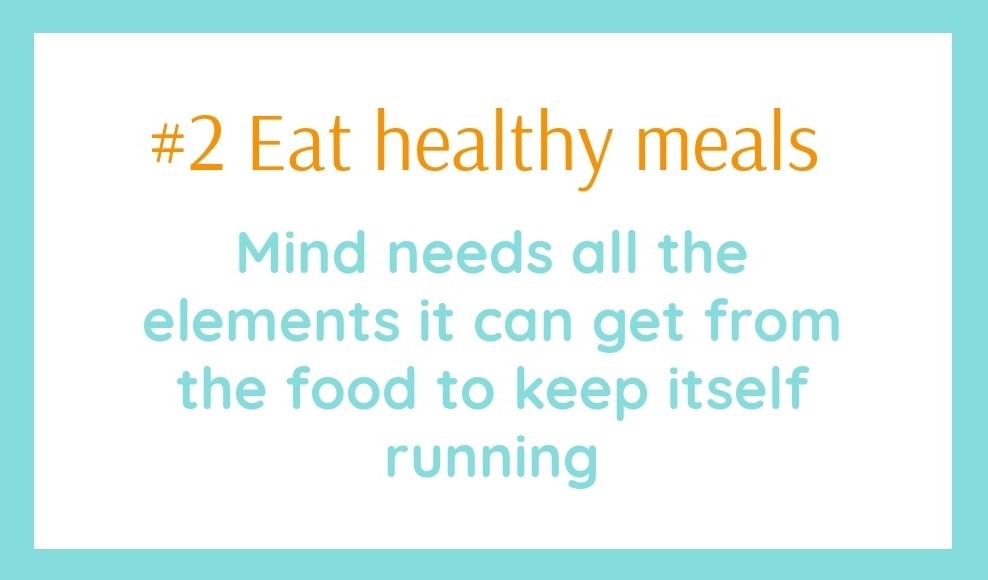 #2 Eat healthy meals
Mind needs all the
elements it can get from
the food to keep itself
running